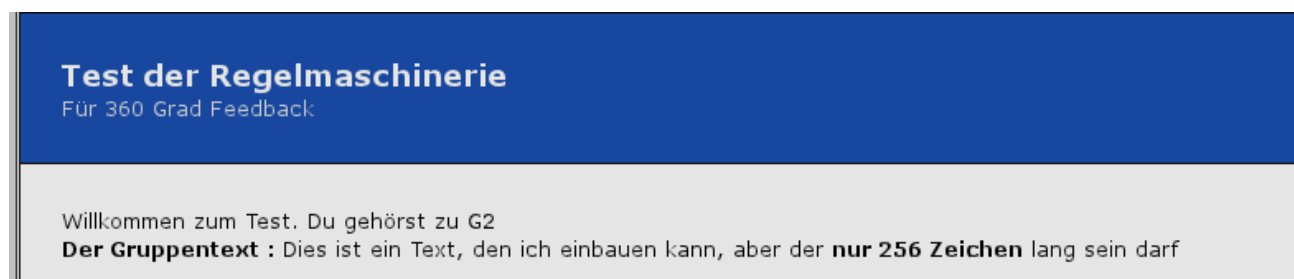 Test der Regelmaschinerie
Für 360 Grad Feedback
Willkommen zum Test. Du gehörst zu G2
Der Gruppentext : Dies ist ein Text, den ich einbauen kann, aber der nur 256 Zeichen lang sein darf